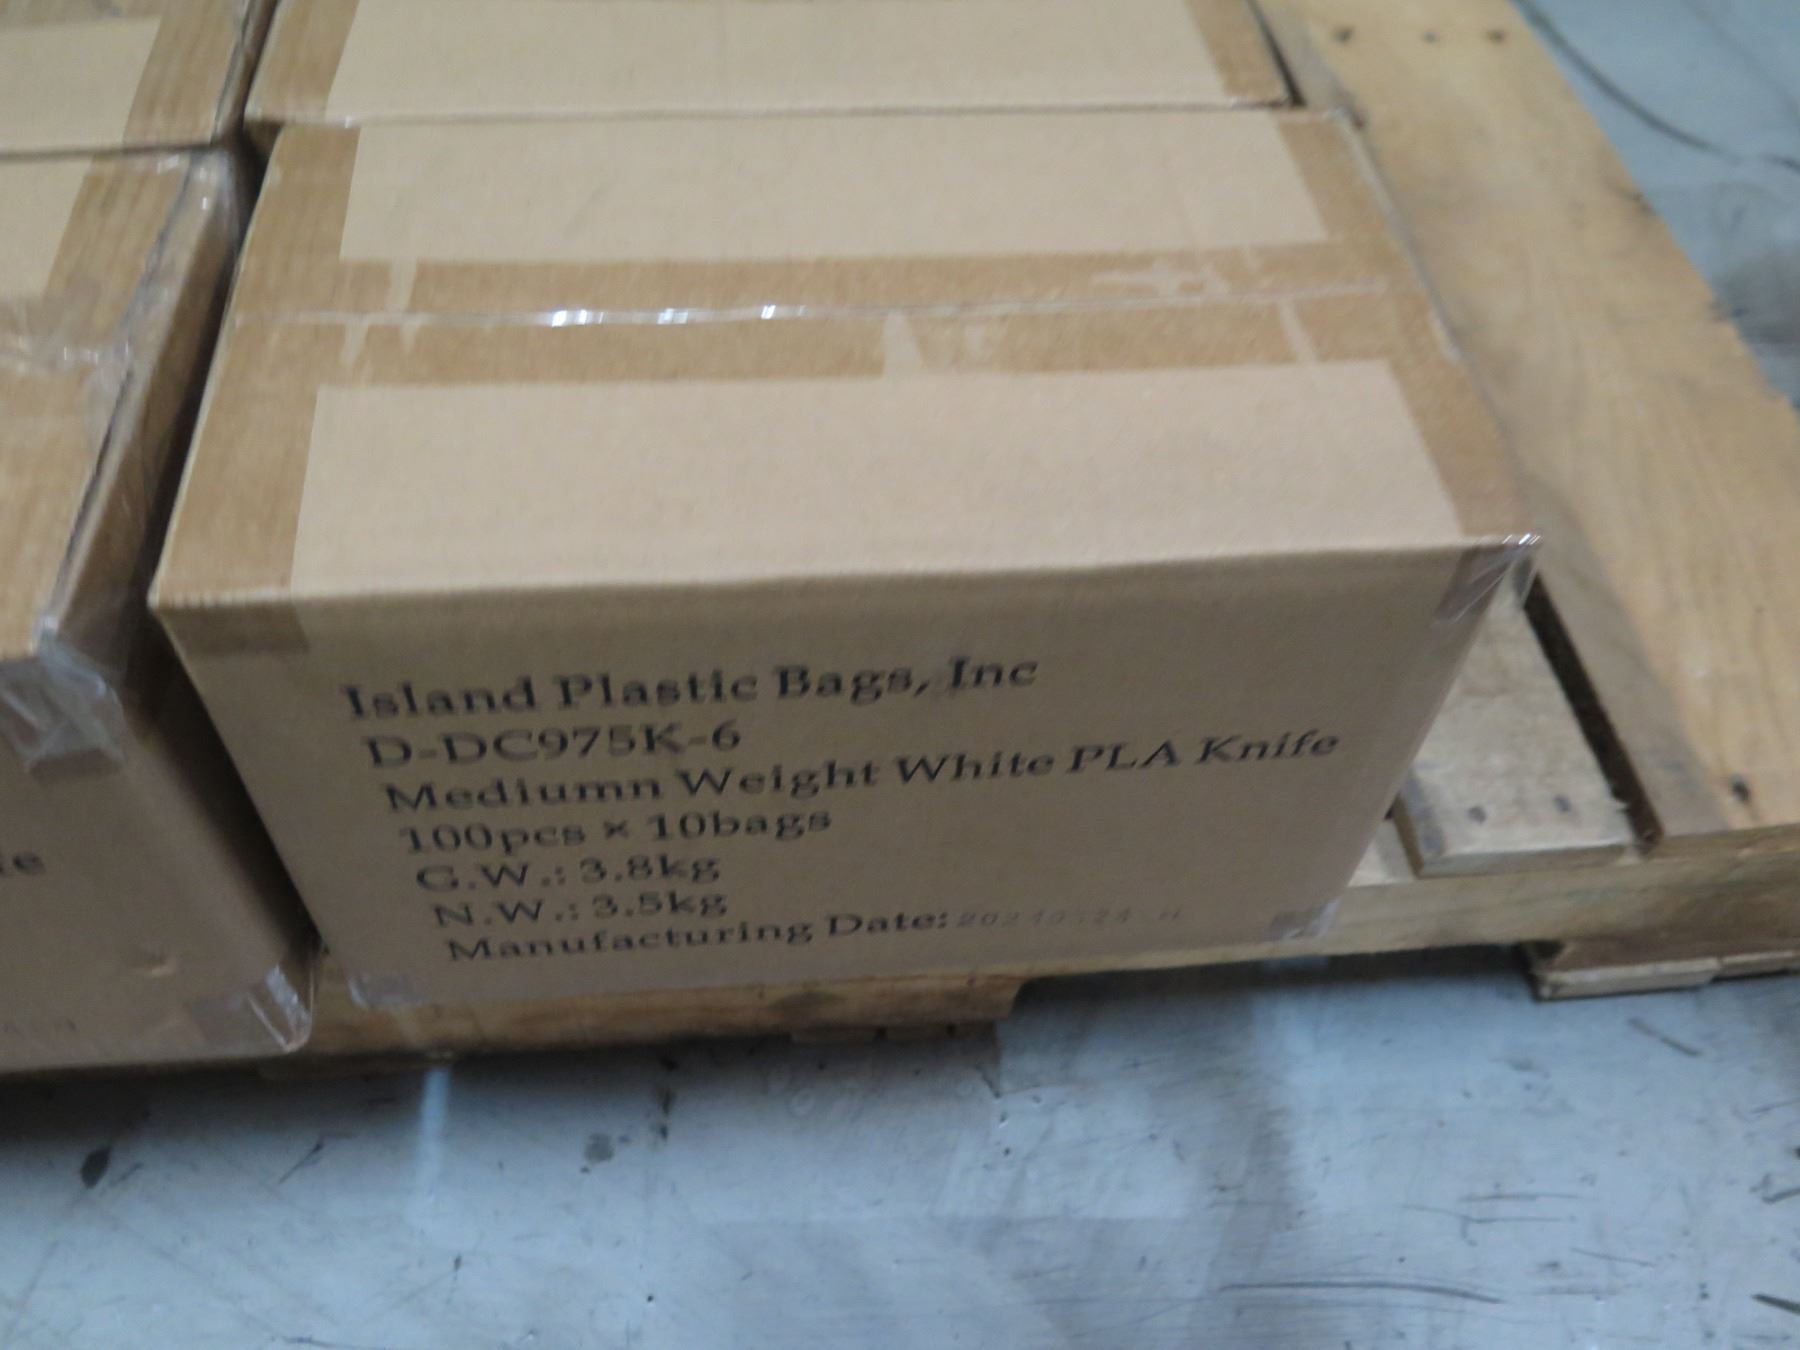 Island Plastic Bags, Inc
D-DC975K-6
Mediumn Weight White PLA Knife
100pcs × 10bags
G.W.: 3.8kg
N.W.: 3.5kg
Manufacturing Date: